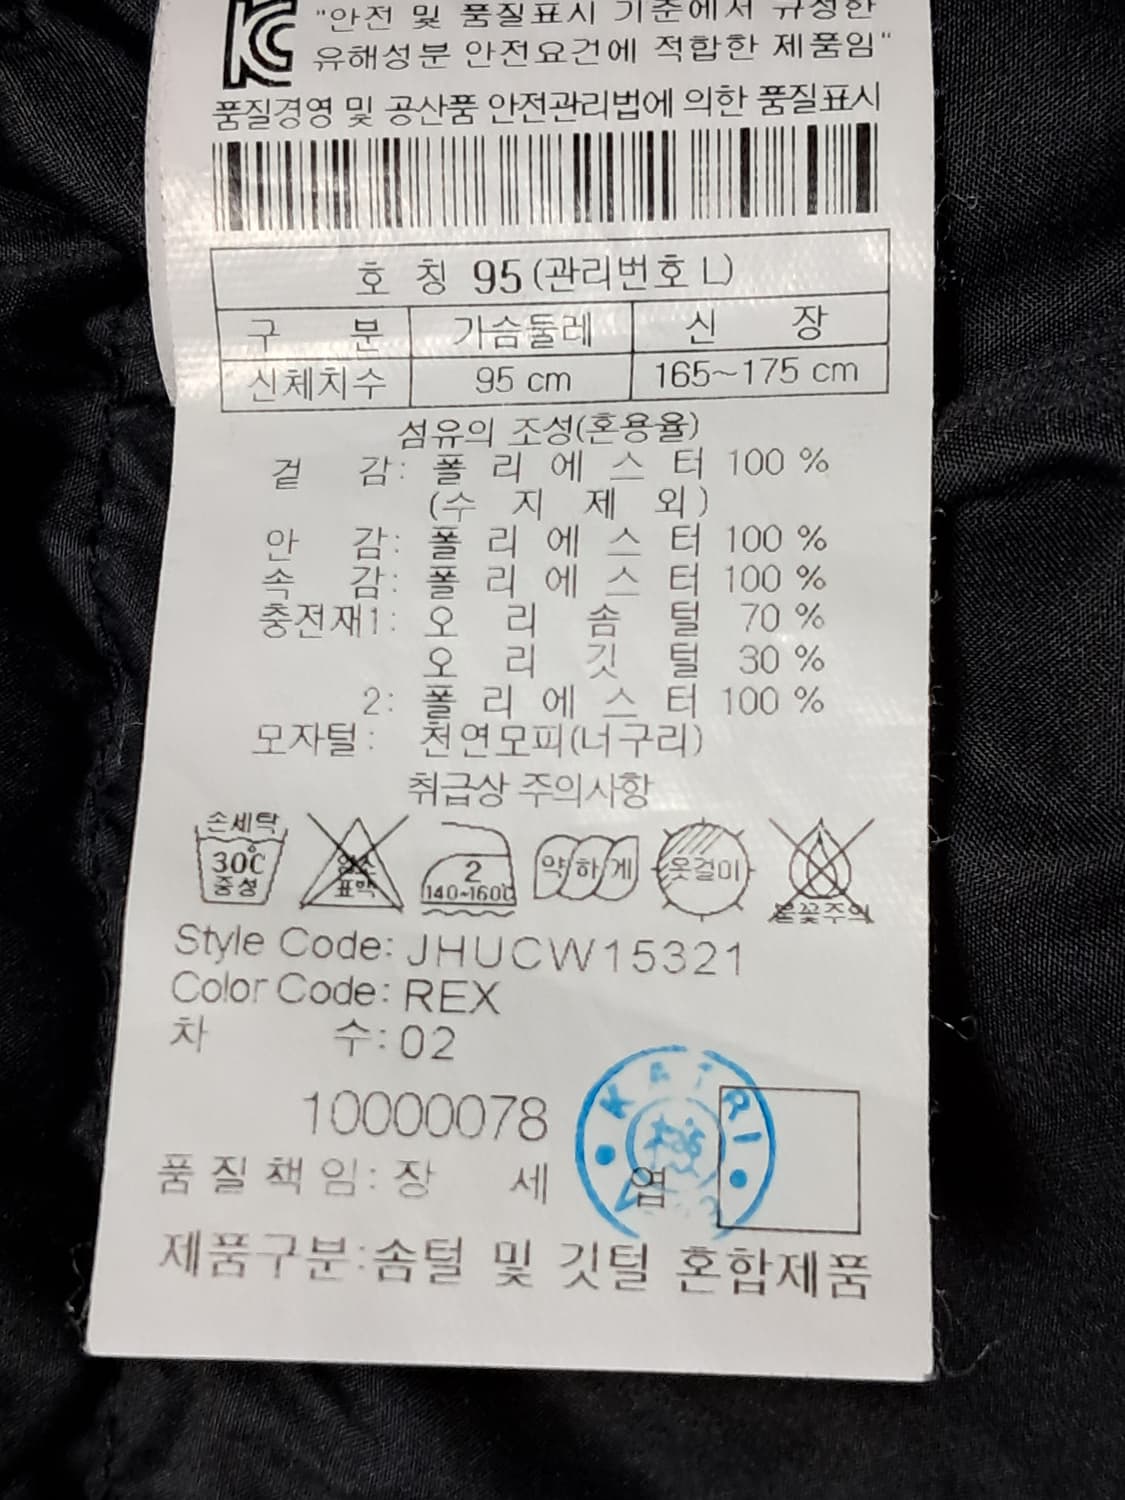 "안전 및 품질표시 기준에서 규정한
유해성분 안전요건에 적합한 제품임"
품질경영 및 공산품 안전관리법에 의한 품질표시
호 칭 95(관리번호 L)
구 분 가슴둘레 신 장
신체치수 95 cm 165~175 cm
섬유의 조성(혼용율)
겉 감: 폴 리 에 스 터 100 %
(수 지 제 외)
안 감: 폴 리 에 스 터 100 %
속 감: 폴 리 에 스 터 100 %
충전재1: 오 리 솜 털 70 %
오 리 깃 털 30 %
2: 폴 리 에 스 터 100 %
모자털: 천연모피(너구리)
취급상 주의사항
손세탁
30℃
중성
염소
표백
2
140~160℃
약하게
옷걸이
불꽃주의
Style Code: JHUCW15321
Color Code: REX
차 수: 02
10000078
KATRI
품질책임: 장 세 엽
제품구분:솜털 및 깃털 혼합제품